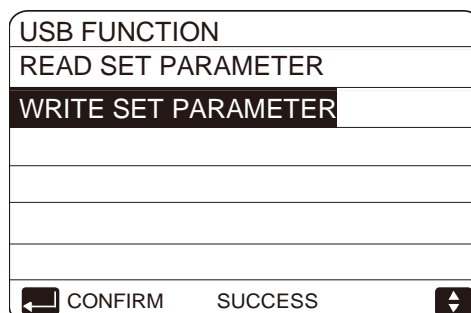 USB FUNCTION
READ SET PARAMETER
WRITE SET PARAMETER
CONFIRM SUCCESS